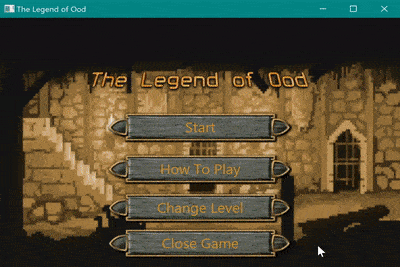 The Legend of Ood
The Legend of Ood
Start
How To Play
Change Level
Close Game